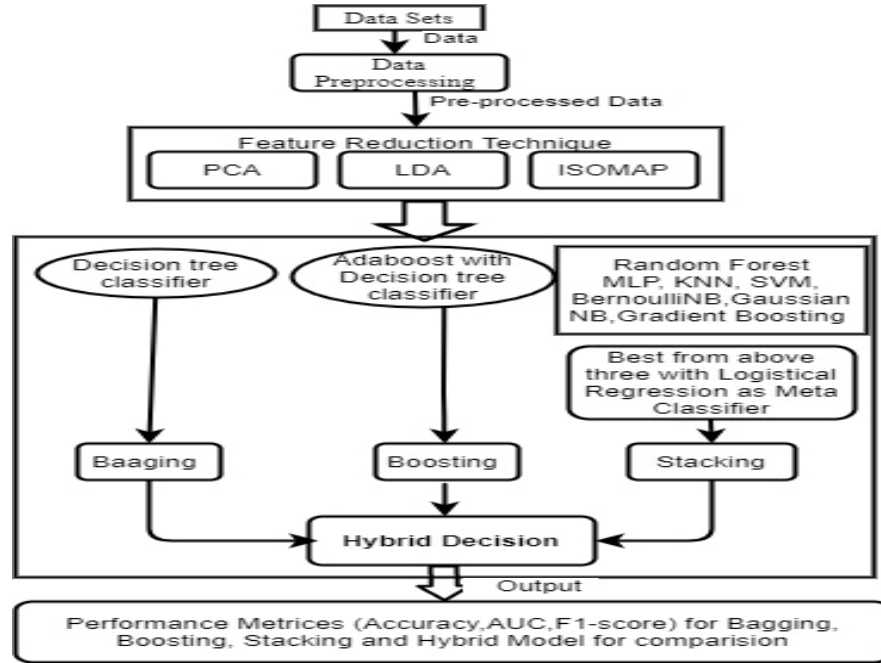 Data Sets
Data
Data
Preprocessing
Pre-processed Data
Feature Reduction Technique
PCA
LDA
ISOMAP
Decision tree
classifier
Adaboost with
Decision tree
classifier
Random Forest
MLP, KNN, SVM,
BernoulliNB,Gaussian
NB,Gradient Boosting
Best from above
three with Logistical
Regression as Meta
Classifier
Baaging
Boosting
Stacking
Hybrid Decision
Output
Performance Metrices (Accuracy,AUC,F1-score) for Bagging,
Boosting, Stacking and Hybrid Model for comparision